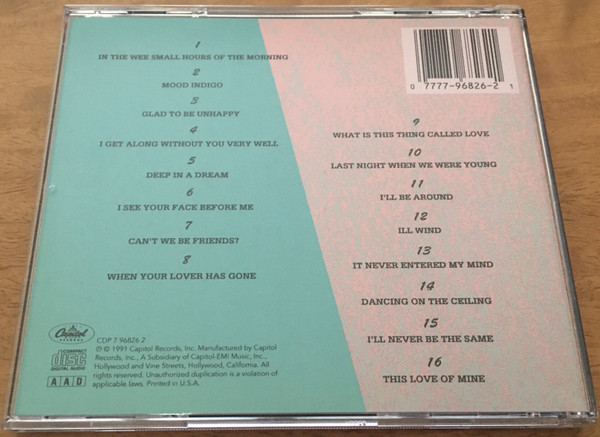 1
IN THE WEE SMALL HOURS OF THE MORNING
2
MOOD INDIGO
3
GLAD TO BE UNHAPPY
4
I GET ALONG WITHOUT YOU VERY WELL
5
DEEP IN A DREAM
6
I SEE YOUR FACE BEFORE ME
7
CAN'T WE BE FRIENDS?
8
WHEN YOUR LOVER HAS GONE
0 7777-96826-2 1
9
WHAT IS THIS THING CALLED LOVE
10
LAST NIGHT WHEN WE WERE YOUNG
11
I'LL BE AROUND
12
ILL WIND
13
IT NEVER ENTERED MY MIND
14
DANCING ON THE CEILING
15
I'LL NEVER BE THE SAME
16
THIS LOVE OF MINE
Capitol
RECORDS
COMPACT
disc
DIGITAL AUDIO
AAD
CDP 7 96826 2
℗ © 1991 Capitol Records, Inc. Manufactured by Capitol
Records, Inc., A Subsidiary of Capitol-EMI Music, Inc.,
Hollywood and Vine Streets, Hollywood, California. All
rights reserved. Unauthorized duplication is a violation of
applicable laws. Printed in U.S.A.